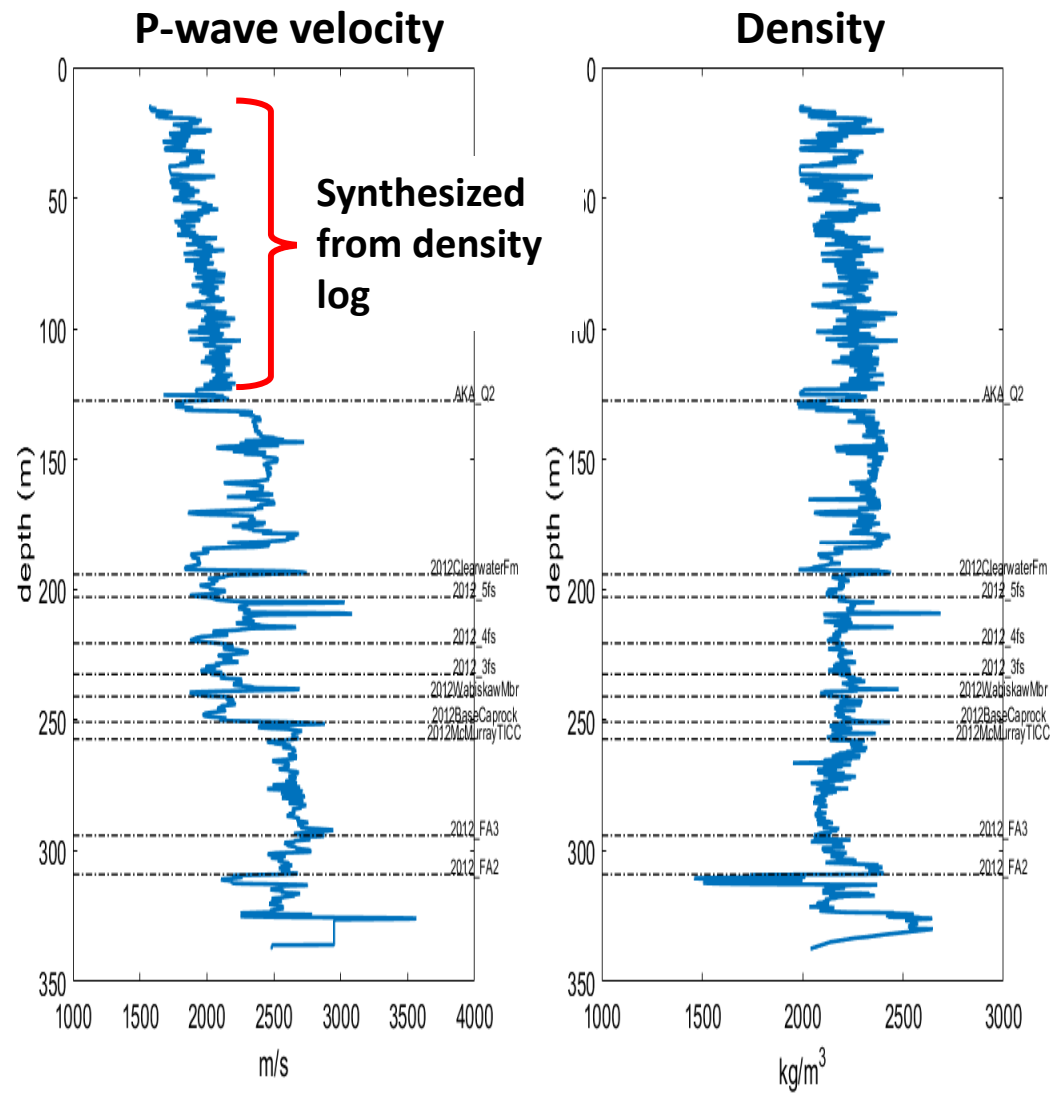 P-wave velocity
Density
0
50
100
150
200
250
300
350
1000
1500
2000
2500
3000
3500
4000
m/s
depth (m)
Synthesized
from density
log
AKA_Q2
2012ClearwaterFm
2012_5fs
2012_4fs
2012_3fs
2012WabiskawMbr
2012BaseCaprock
2012McMurrayTICC
2012_FA3
2012_FA2
0
150
200
250
300
350
1000
1500
2000
2500
3000
kg/m³
depth (m)
AKA_Q2
2012ClearwaterFm
2012_5fs
2012_4fs
2012_3fs
2012WabiskawMbr
2012BaseCaprock
2012McMurrayTICC
2012_FA3
2012_FA2